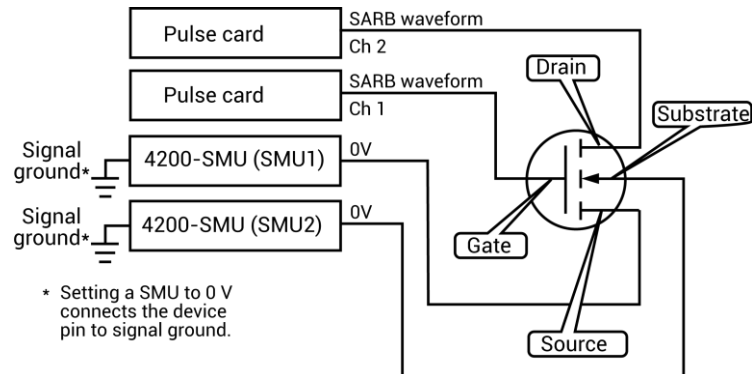 Pulse card
SARB waveform
Ch 2
Pulse card
SARB waveform
Ch 1
Drain
Substrate
Signal
ground*
4200-SMU (SMU1)
0V
Signal
ground*
4200-SMU (SMU2)
0V
Gate
* Setting a SMU to 0 V
connects the device
pin to signal ground.
Source